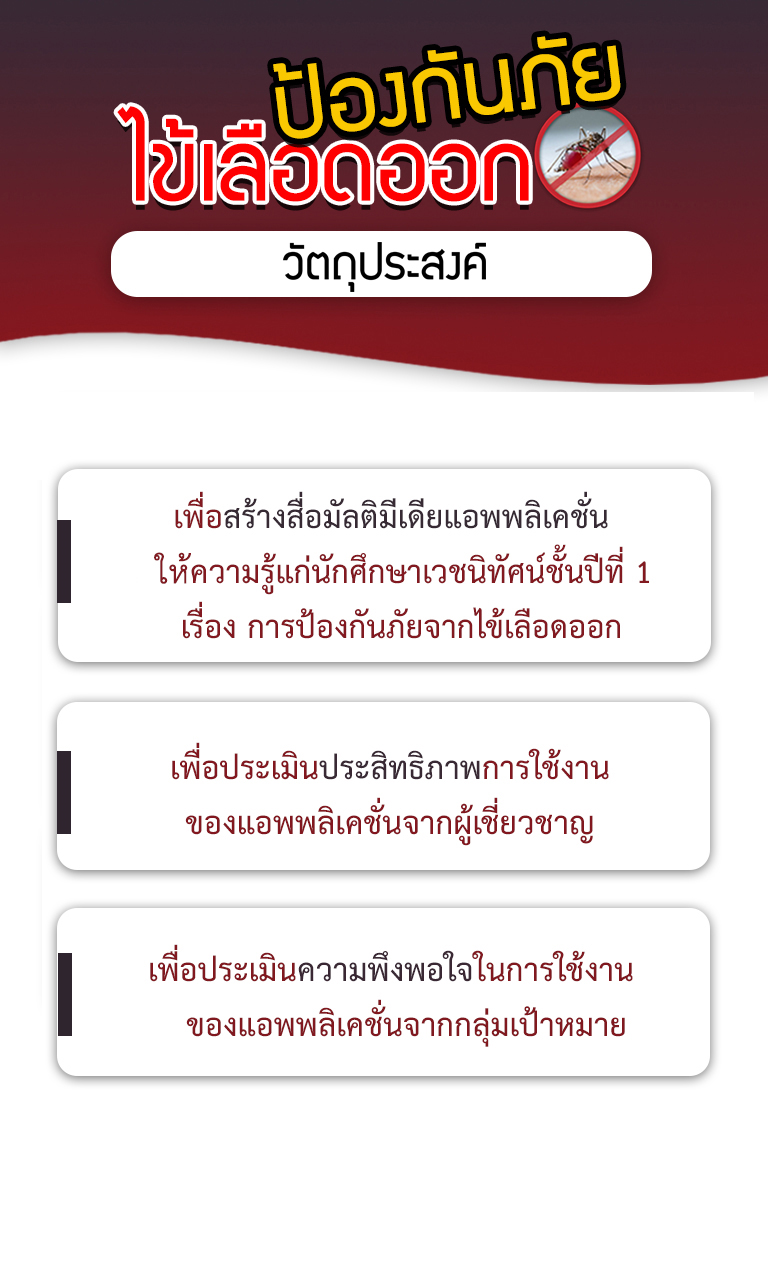 ป้องกันภัย
ไข้เลือดออก
วัตถุประสงค์
เพื่อสร้างสื่อมัลติมีเดียแอพพลิเคชั่น
ให้ความรู้แก่นักศึกษาเวชนิทัศน์ชั้นปีที่ 1
เรื่อง การป้องกันภัยจากไข้เลือดออก
เพื่อประเมินประสิทธิภาพการใช้งาน
ของแอพพลิเคชั่นจากผู้เชี่ยวชาญ
เพื่อประเมินความพึงพอใจในการใช้งาน
ของแอพพลิเคชั่นจากกลุ่มเป้าหมาย